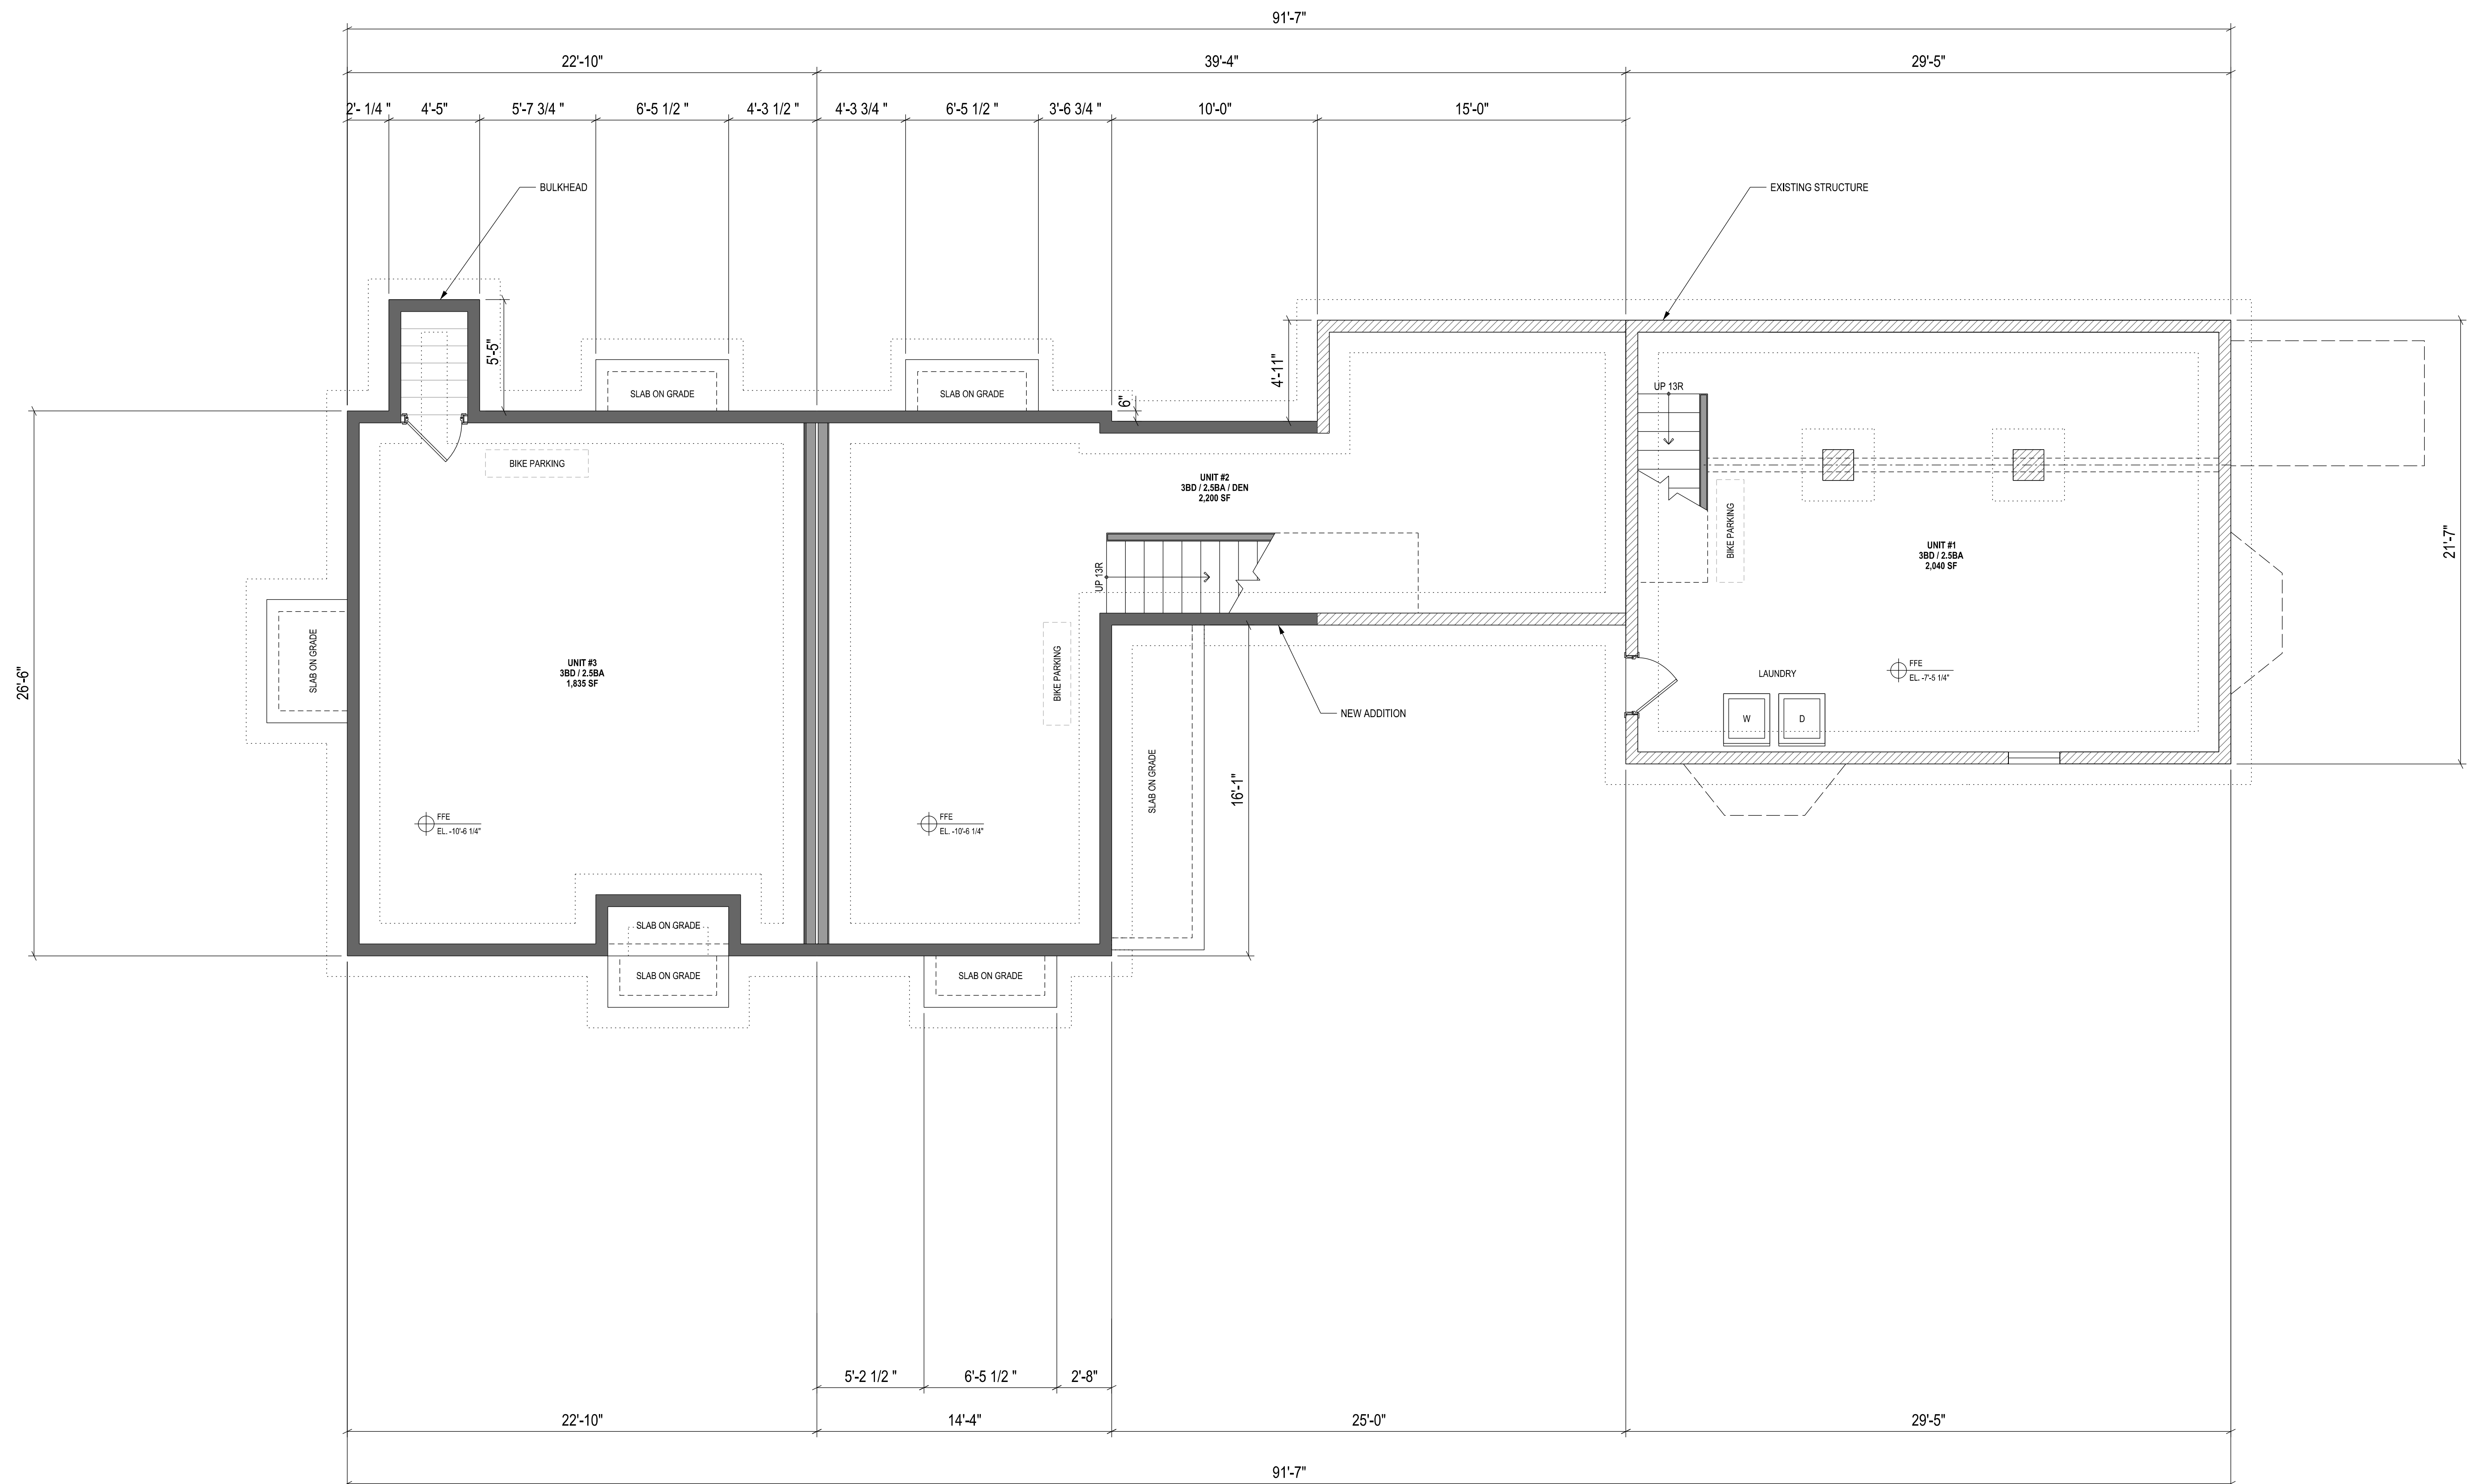 91'-7"
22'-10"
39'-4"
29'-5"
2'- 1/4 "
4'-5"
5'-7 3/4 "
6'-5 1/2 "
4'-3 1/2 "
4'-3 3/4 "
6'-5 1/2 "
3'-6 3/4 "
10'-0"
15'-0"
BULKHEAD
EXISTING STRUCTURE
5'-5"
4'-11"
6"
SLAB ON GRADE
SLAB ON GRADE
UP 13R
BIKE PARKING
UNIT #2
3BD / 2.5BA / DEN
2,200 SF
BIKE PARKING
UNIT #1
3BD / 2.5BA
2,040 SF
21'-7"
UP 13R
26'-6"
SLAB ON GRADE
UNIT #3
3BD / 2.5BA
1,835 SF
BIKE PARKING
LAUNDRY
FFE
EL. -7'-5 1/4"
W
D
NEW ADDITION
SLAB ON GRADE
16'-1"
FFE
EL. -10'-6 1/4"
FFE
EL. -10'-6 1/4"
SLAB ON GRADE
SLAB ON GRADE
SLAB ON GRADE
5'-2 1/2 "
6'-5 1/2 "
2'-8"
22'-10"
14'-4"
25'-0"
29'-5"
91'-7"